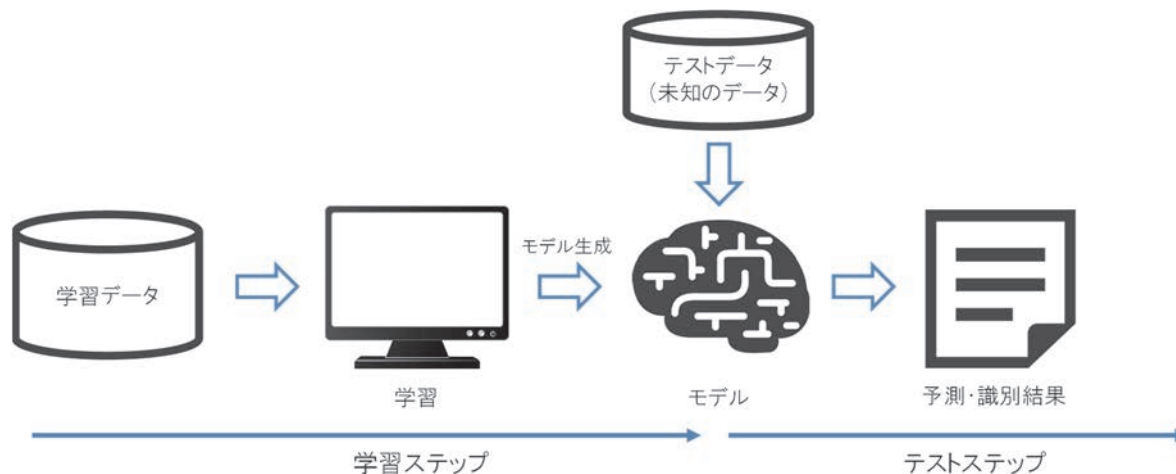 テストデータ
（未知のデータ）
学習データ
モデル生成
学習
モデル
予測・識別結果
学習ステップ
テストステップ